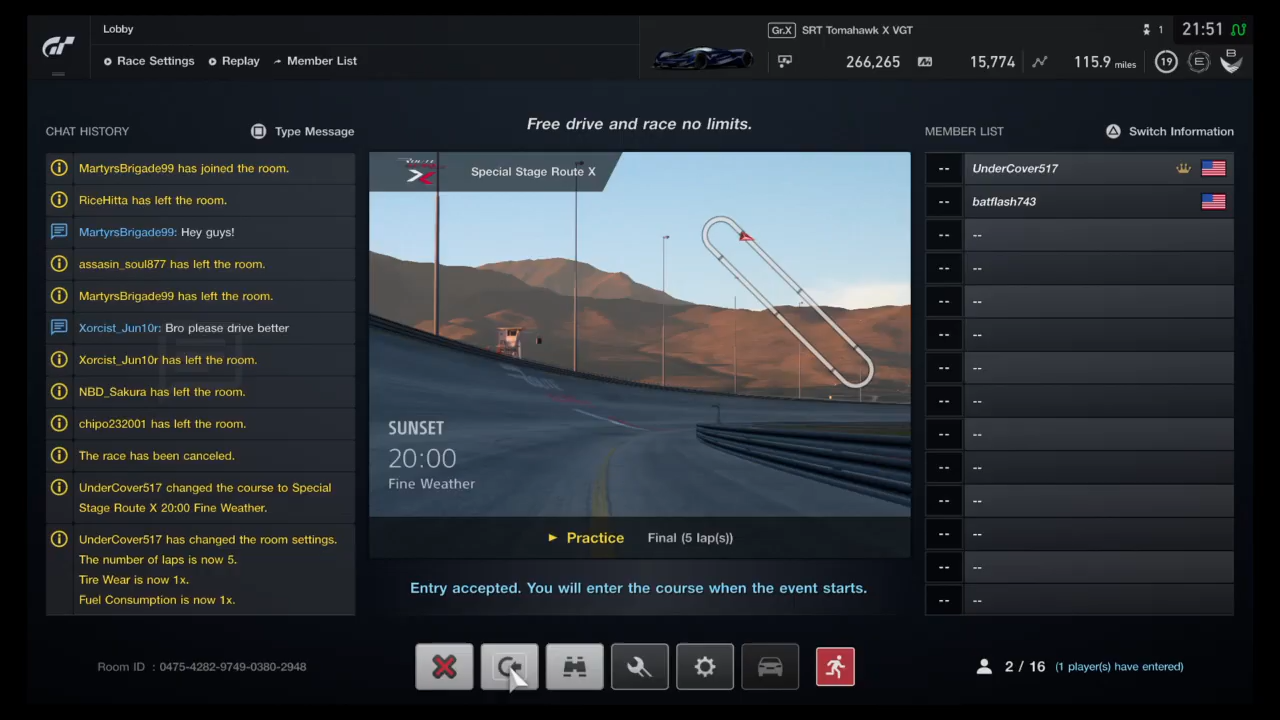 Lobby
Race Settings Replay Member List
Gr.X SRT Tomahawk X VGT
1 21:51
266,265 15,774 115.9 miles 19 E B
CHAT HISTORY Type Message
MartyrsBrigade99 has joined the room.
RiceHitta has left the room.
MartyrsBrigade99: Hey guys!
assasin_soul877 has left the room.
MartyrsBrigade99 has left the room.
Xorcist_Jun10r: Bro please drive better
Xorcist_Jun10r has left the room.
NBD_Sakura has left the room.
chipo232001 has left the room.
The race has been canceled.
UnderCover517 changed the course to Special
Stage Route X 20:00 Fine Weather.
UnderCover517 has changed the room settings.
The number of laps is now 5.
Tire Wear is now 1x.
Fuel Consumption is now 1x.
Free drive and race no limits.
Special Stage Route X
SUNSET
20:00
Fine Weather
Practice Final (5 lap(s))
Entry accepted. You will enter the course when the event starts.
MEMBER LIST Switch Information
-- UnderCover517
-- batflash743
-- --
-- --
-- --
-- --
-- --
-- --
-- --
-- --
-- --
-- --
-- --
-- --
Room ID : 0475-4282-9749-0380-2948
2 / 16 (1 player(s) have entered)